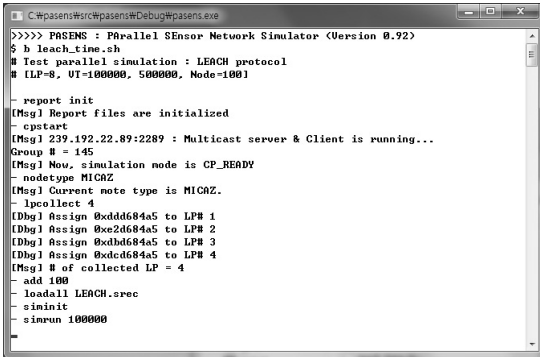 C:₩pasens₩src₩pasens₩Debug₩pasens.exe
>>>>> PASENS : PArallel SEnsor Network Simulator (Version 0.92)
$ b leach_time.sh
# Test parallel simulation : LEACH protocol
# [LP=8, VT=100000, 500000, Node=100]
- report init
[Msg] Report files are initialized
- cpstart
[Msg] 239.192.22.89:2289 : Multicast server & Client is running...
Group # = 145
[Msg] Now, simulation mode is CP_READY
- nodetype MICAZ
[Msg] Current mote type is MICAZ.
- lpcollect 4
[Dbg] Assign 0xddd684a5 to LP# 1
[Dbg] Assign 0xe2d684a5 to LP# 2
[Dbg] Assign 0xdbd684a5 to LP# 3
[Dbg] Assign 0xdcd684a5 to LP# 4
[Msg] # of collected LP = 4
- add 100
- loadall LEACH.srec
- siminit
- simrun 100000